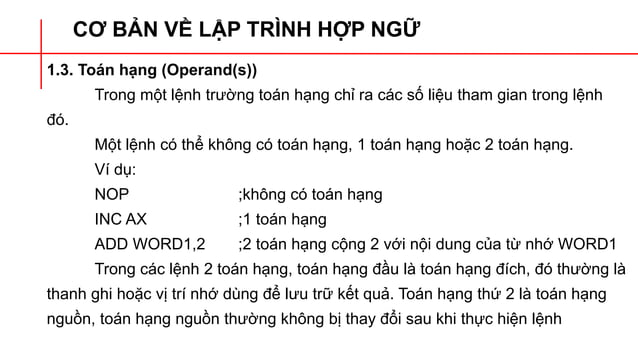 CƠ BẢN VỀ LẬP TRÌNH HỢP NGỮ
1.3. Toán hạng (Operand(s))
Trong một lệnh trường toán hạng chỉ ra các số liệu tham gian trong lệnh
đó.
Một lệnh có thể không có toán hạng, 1 toán hạng hoặc 2 toán hạng.
Ví dụ:
NOP ;không có toán hạng
INC AX ;1 toán hạng
ADD WORD1,2 ;2 toán hạng cộng 2 với nội dung của từ nhớ WORD1
Trong các lệnh 2 toán hạng, toán hạng đầu là toán hạng đích, đó thường là
thanh ghi hoặc vị trí nhớ dùng để lưu trữ kết quả. Toán hạng thứ 2 là toán hạng
nguồn, toán hạng nguồn thường không bị thay đổi sau khi thực hiện lệnh